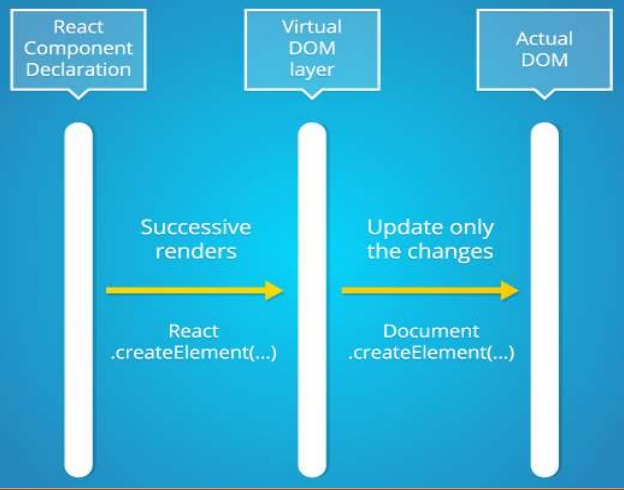 React
Component
Declaration
Virtual
DOM
layer
Actual
DOM
Successive
renders
Update only
the changes
React
.createElement(...)
Document
.createElement(...)